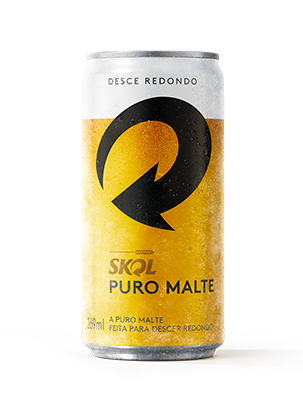 DESCE REDONDO
SKOL
PURO MALTE
269ml
A PURO MALTE
FEITA PARA DESCER REDONDO